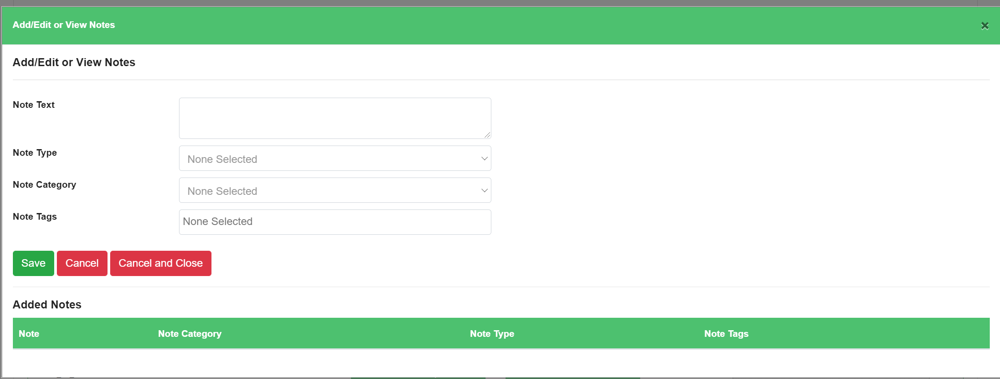 Add/Edit or View Notes
Add/Edit or View Notes
Note Text
Note Type
None Selected
Note Category
None Selected
Note Tags
None Selected
Save Cancel Cancel and Close
Added Notes
Note Note Category Note Type Note Tags